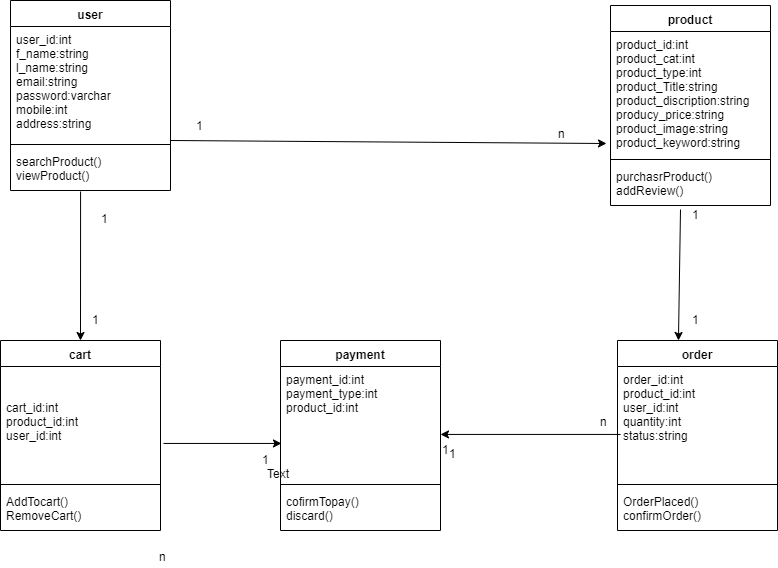 user
user_id:int
f_name:string
l_name:string
email:string
password:varchar
mobile:int
address:string
searchProduct()
viewProduct()
1
n
product
product_id:int
product_cat:int
product_type:int
product_Title:string
product_discription:string
producy_price:string
product_image:string
product_keyword:string
purchasrProduct()
addReview()
1
1
1
1
cart
cart_id:int
product_id:int
user_id:int
AddTocart()
RemoveCart()
n
1
Text
payment
payment_id:int
payment_type:int
product_id:int
cofirmTopay()
discard()
1
1
n
order
order_id:int
product_id:int
user_id:int
quantity:int
status:string
OrderPlaced()
confirmOrder()